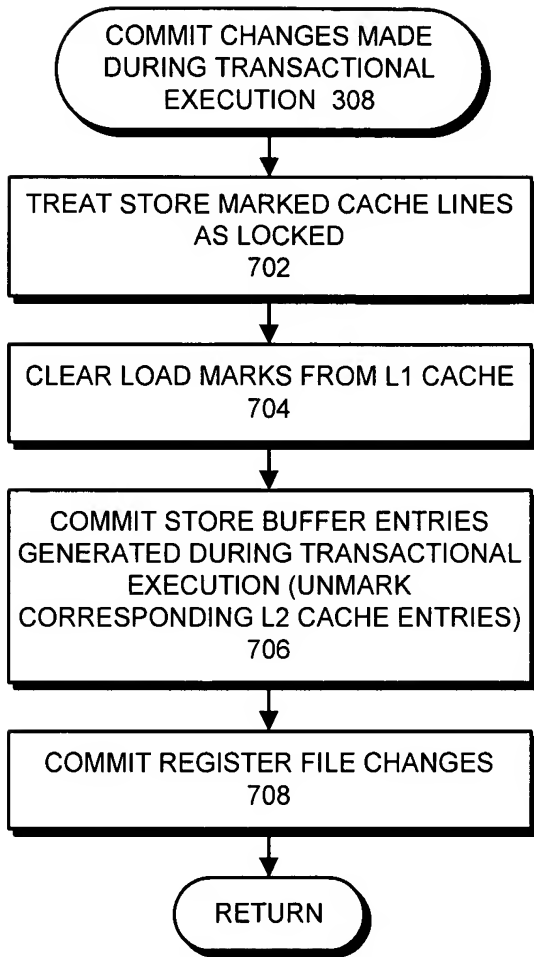 COMMIT CHANGES MADE
DURING TRANSACTIONAL
EXECUTION 308
TREAT STORE MARKED CACHE LINES
AS LOCKED
702
CLEAR LOAD MARKS FROM L1 CACHE
704
COMMIT STORE BUFFER ENTRIES
GENERATED DURING TRANSACTIONAL
EXECUTION (UNMARK
CORRESPONDING L2 CACHE ENTRIES)
706
COMMIT REGISTER FILE CHANGES
708
RETURN